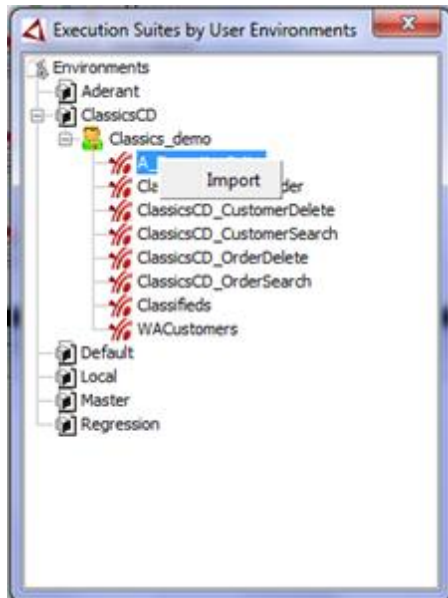 Execution Suites by User Environments
Environments
Aderant
ClassicsCD
Classics_demo
Import
ClassicsCD_CustomerDelete
ClassicsCD_CustomerSearch
ClassicsCD_OrderDelete
ClassicsCD_OrderSearch
Classifieds
WACustomers
Default
Local
Master
Regression